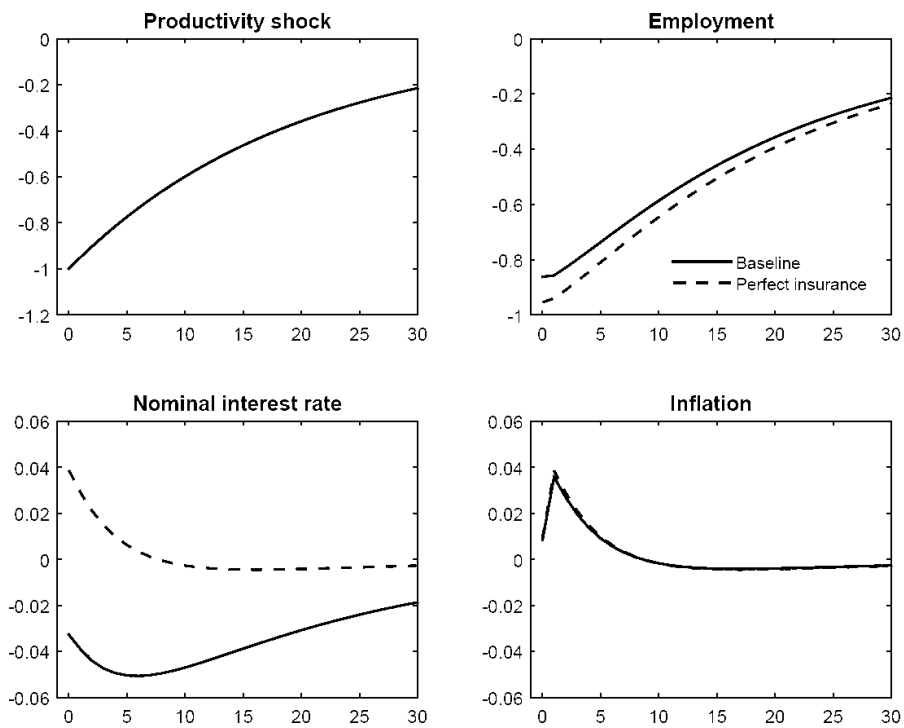 Productivity shock
0
-0.2
-0.4
-0.6
-0.8
-1
-1.2
0 5 10 15 20 25 30
Employment
0
-0.2
-0.4
-0.6
-0.8
-1
Baseline
Perfect insurance
0 5 10 15 20 25 30
Nominal interest rate
0.06
0.04
0.02
0
-0.02
-0.04
-0.06
0 5 10 15 20 25 30
Inflation
0.06
0.04
0.02
0
-0.02
-0.04
-0.06
0 5 10 15 20 25 30